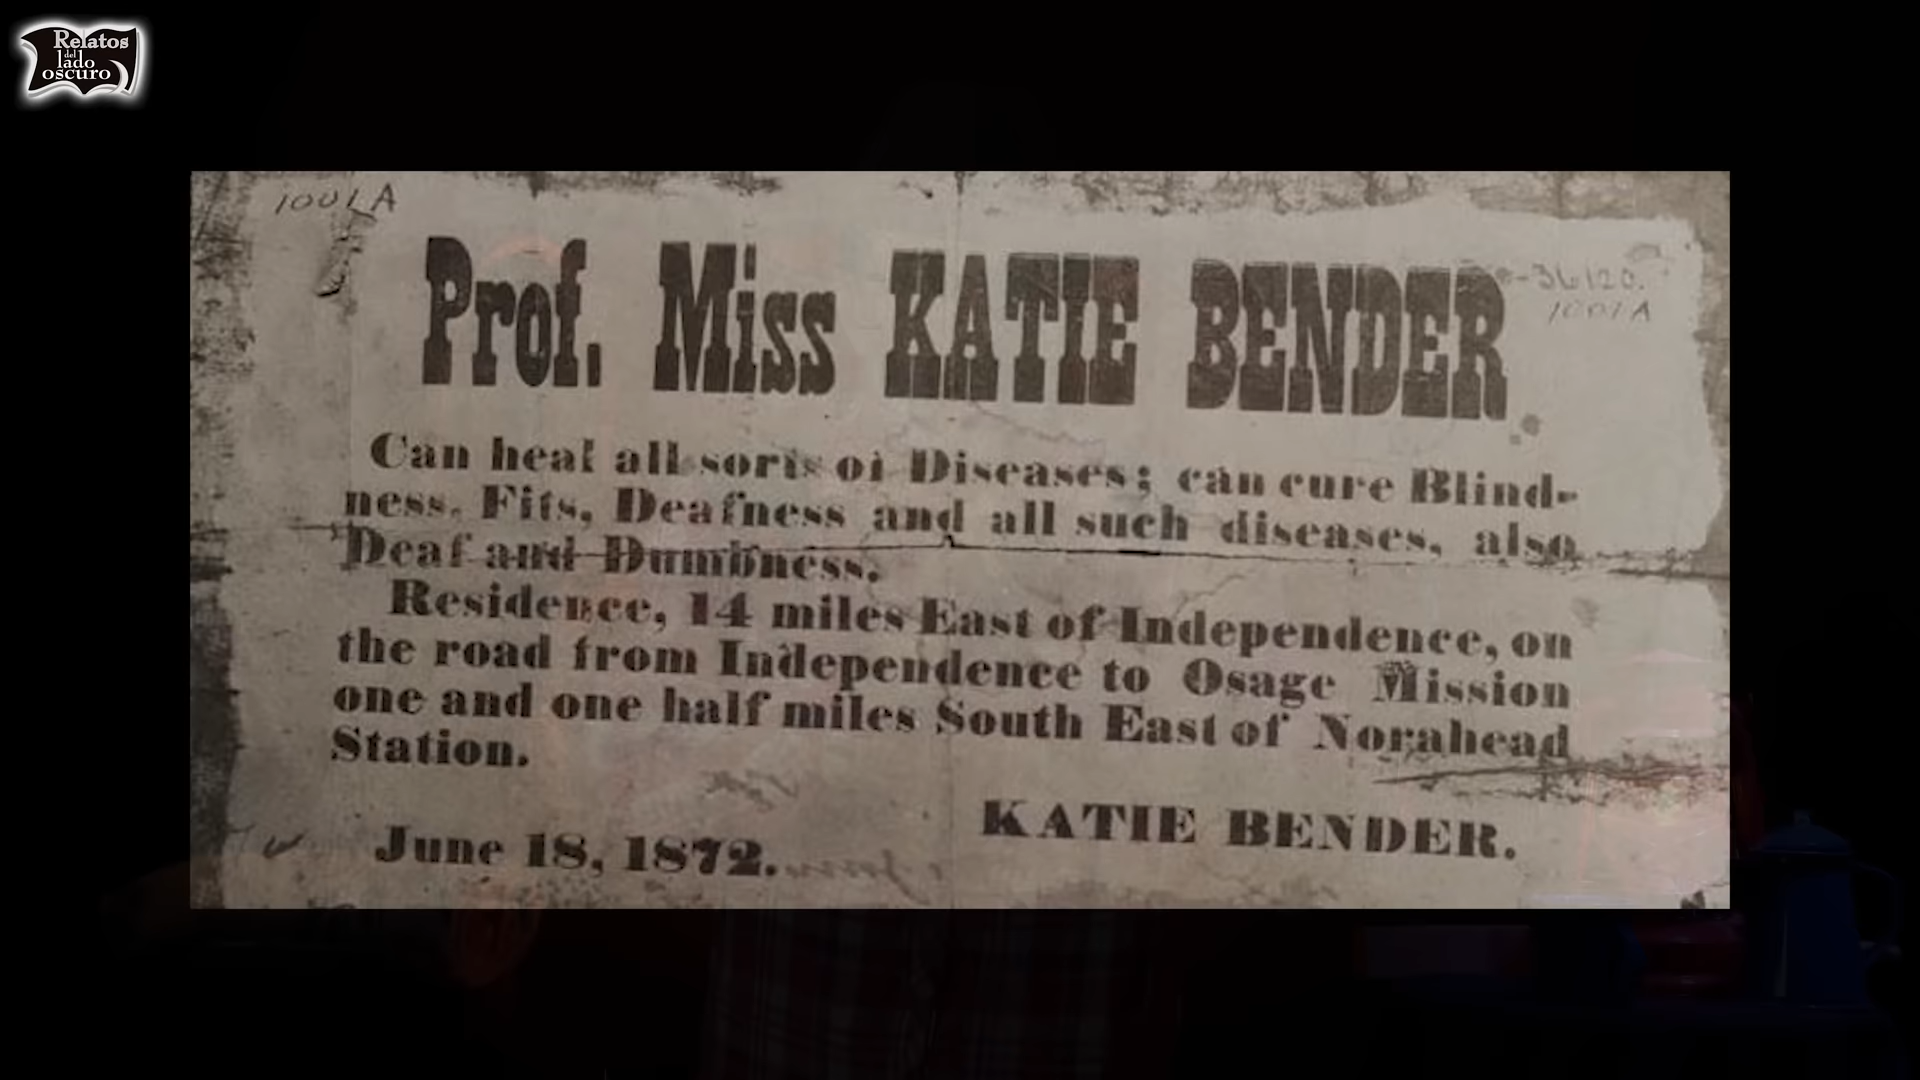 Relatos
del
lado
oscuro
1001A
Prof. Miss KATIE BENDER
-36120.
1001A
Can heal all sorts of Diseases; can cure Blind-
ness, Fits, Deafness and all such diseases, also
Deaf and Dumbness.
Residence, 14 miles East of Independence, on
the road from Independence to Osage Mission
one and one half miles South East of Norahead
Station.
KATIE BENDER.
June 18, 1872.